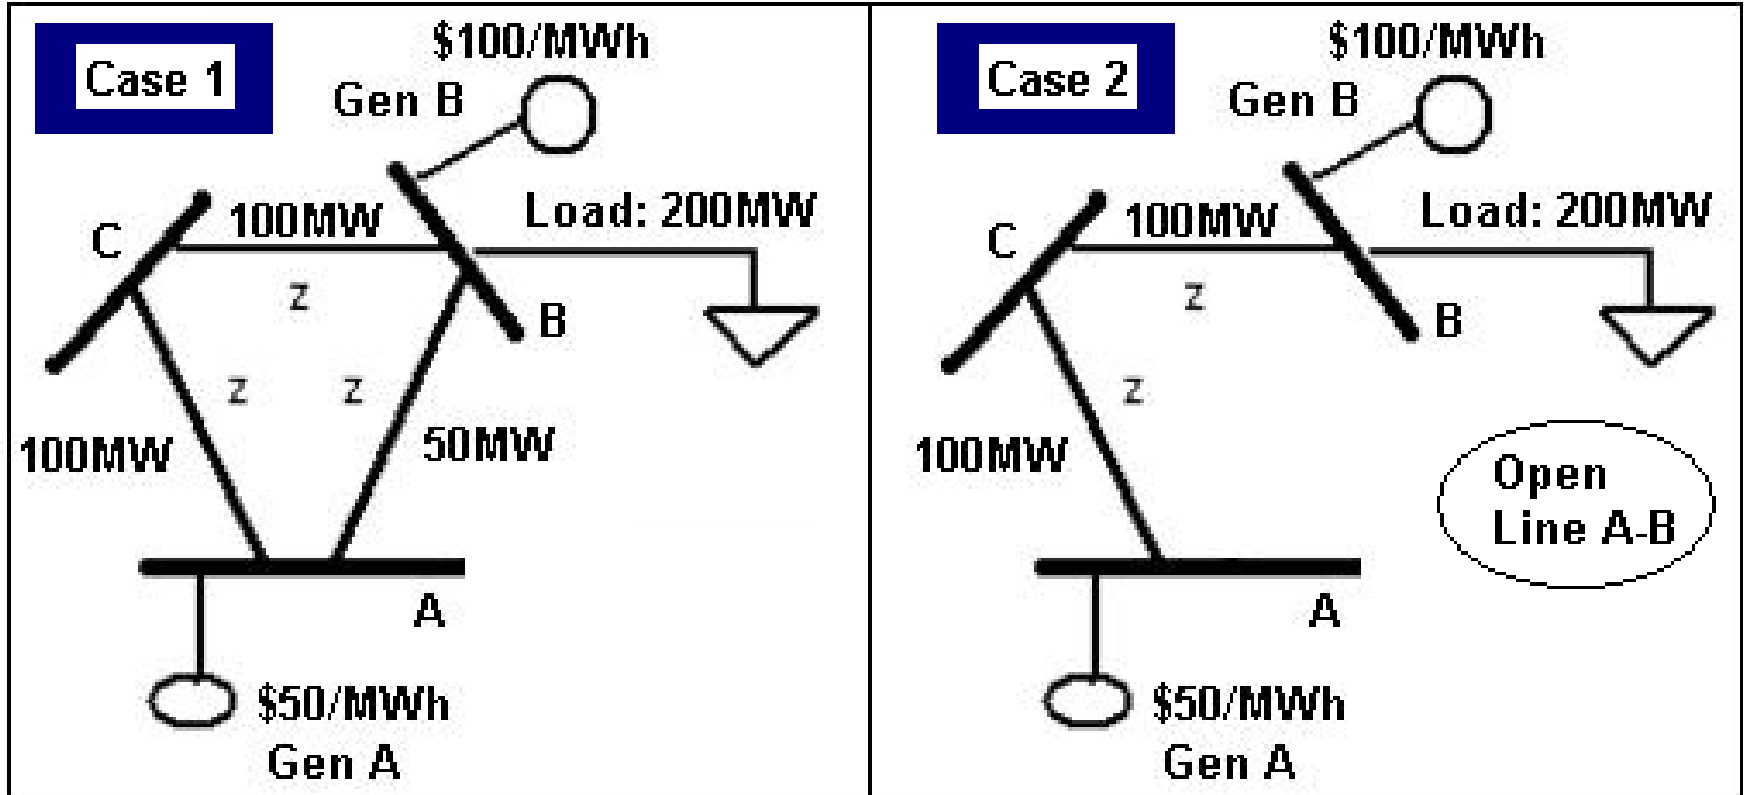 Case 1
$100/MWh
Gen B
C
100MW
Load: 200MW
z
B
z
z
100MW
50MW
A
$50/MWh
Gen A
Case 2
$100/MWh
Gen B
C
100MW
Load: 200MW
z
B
z
100MW
Open
Line A-B
A
$50/MWh
Gen A